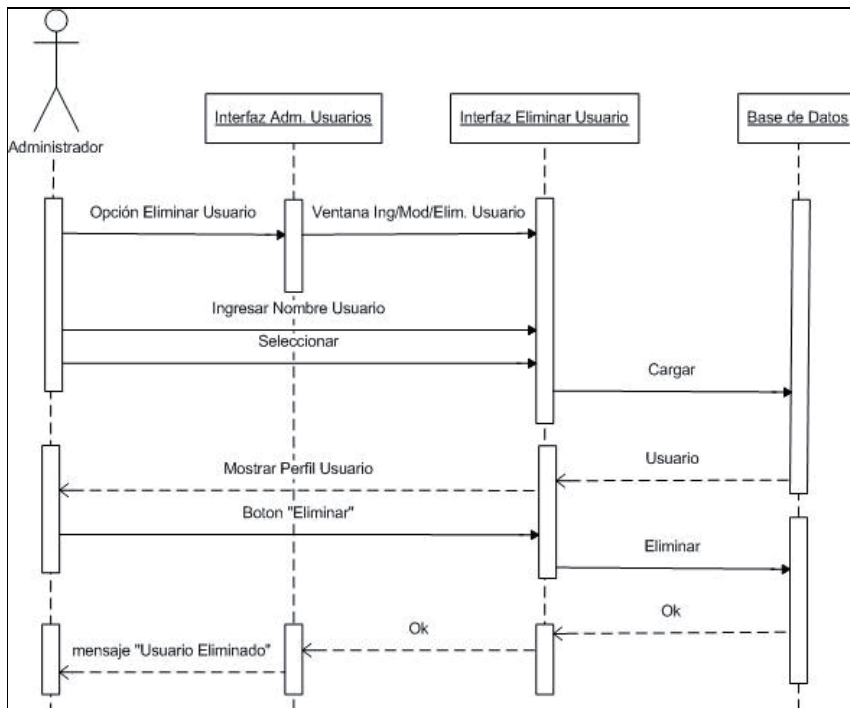 Interfaz Adm. Usuarios
Interfaz Eliminar Usuario
Base de Datos
Administrador
Opción Eliminar Usuario
Ventana Ing/Mod/Elim. Usuario
Ingresar Nombre Usuario
Seleccionar
Cargar
Usuario
Mostrar Perfil Usuario
Boton "Eliminar"
Eliminar
Ok
Ok
mensaje "Usuario Eliminado"